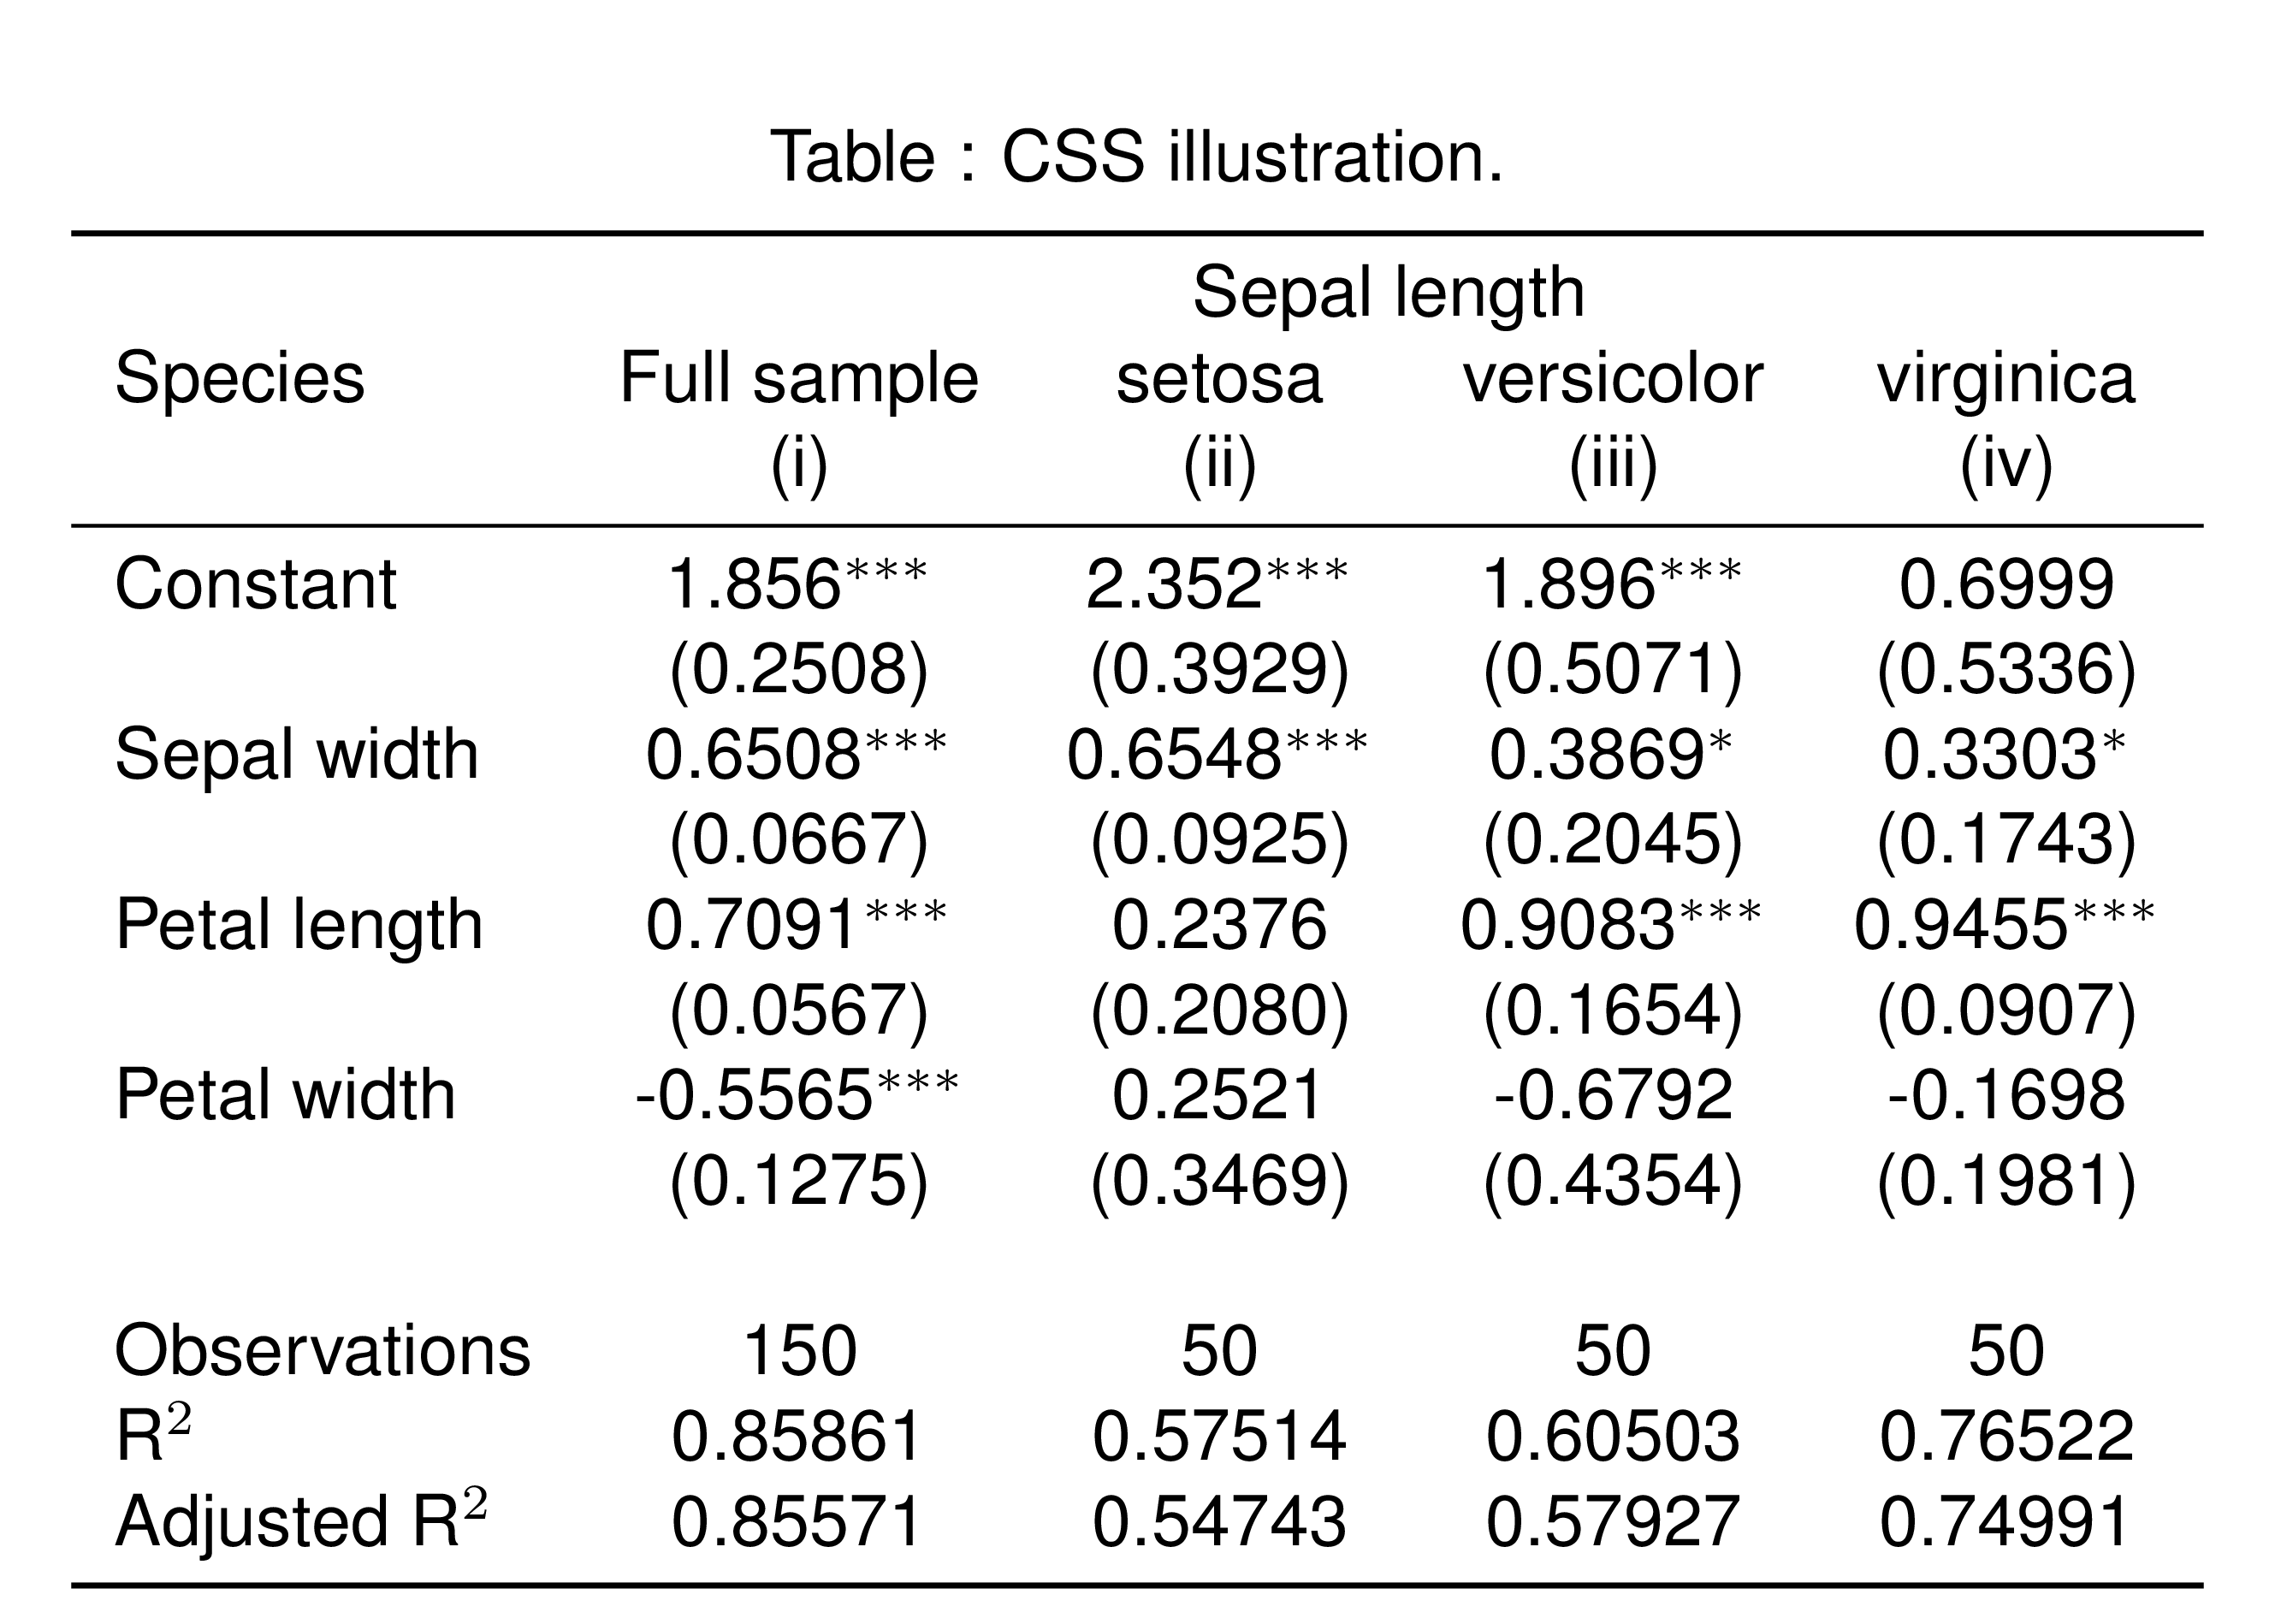 Table : CSS illustration.
Sepal length
Species Full sample setosa versicolor virginica
(i) (ii) (iii) (iv)
Constant 1.856*** 2.352*** 1.896*** 0.6999
(0.2508) (0.3929) (0.5071) (0.5336)
Sepal width 0.6508*** 0.6548*** 0.3869* 0.3303*
(0.0667) (0.0925) (0.2045) (0.1743)
Petal length 0.7091*** 0.2376 0.9083*** 0.9455***
(0.0567) (0.2080) (0.1654) (0.0907)
Petal width -0.5565*** 0.2521 -0.6792 -0.1698
(0.1275) (0.3469) (0.4354) (0.1981)
Observations 150 50 50 50
R² 0.85861 0.57514 0.60503 0.76522
Adjusted R² 0.85571 0.54743 0.57927 0.74991